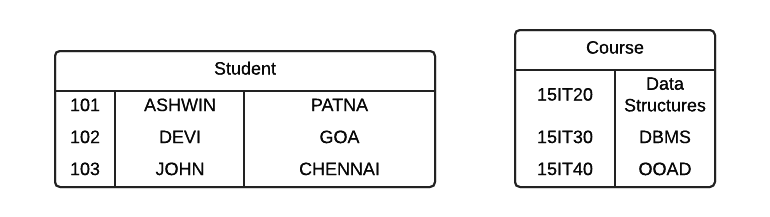 Student
101 ASHWIN PATNA
102 DEVI GOA
103 JOHN CHENNAI
Course
15IT20 Data Structures
15IT30 DBMS
15IT40 OOAD